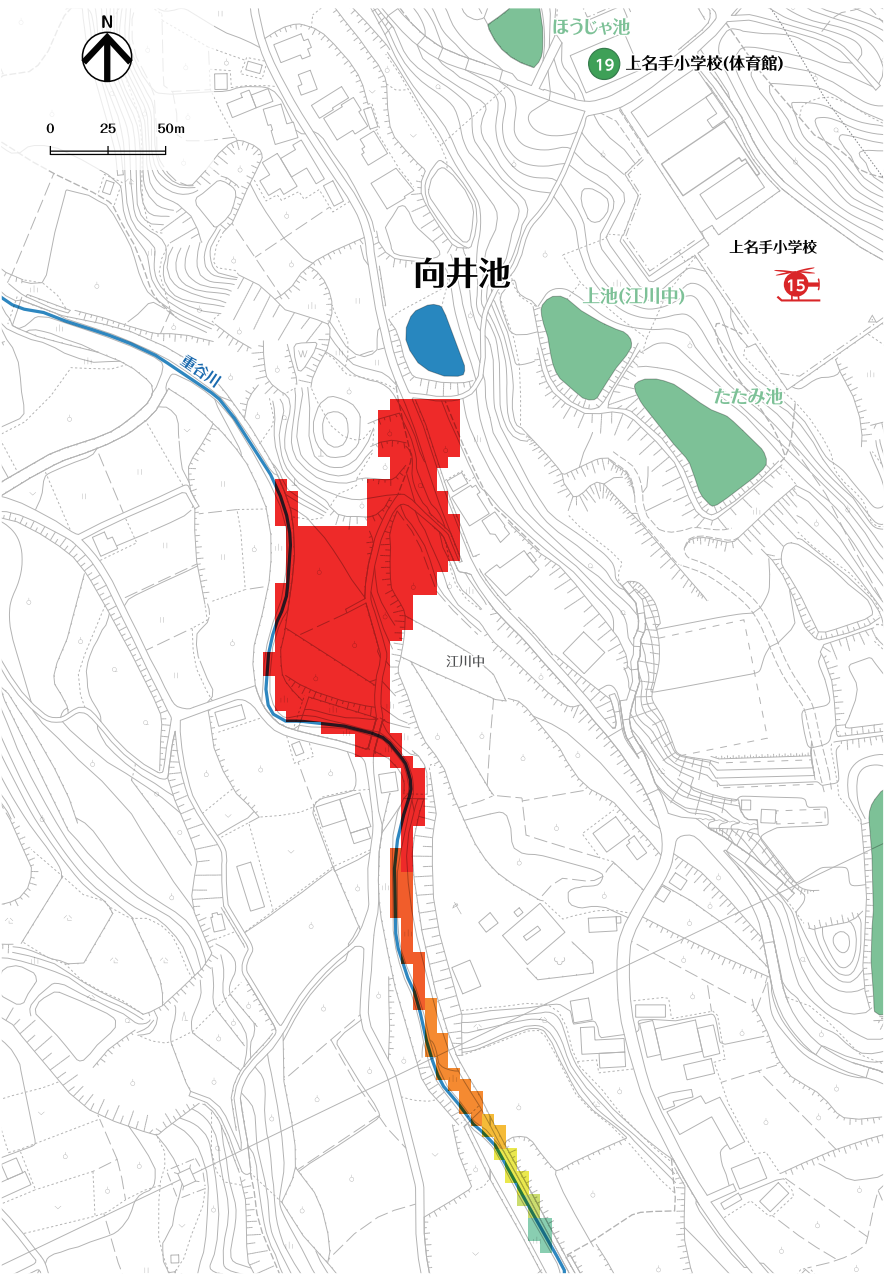 N
0 25 50m
ほうじゃ池
19 上名手小学校(体育館)
上名手小学校
15
向井池
上池(江川中)
重谷川
たたみ池
W
江川中